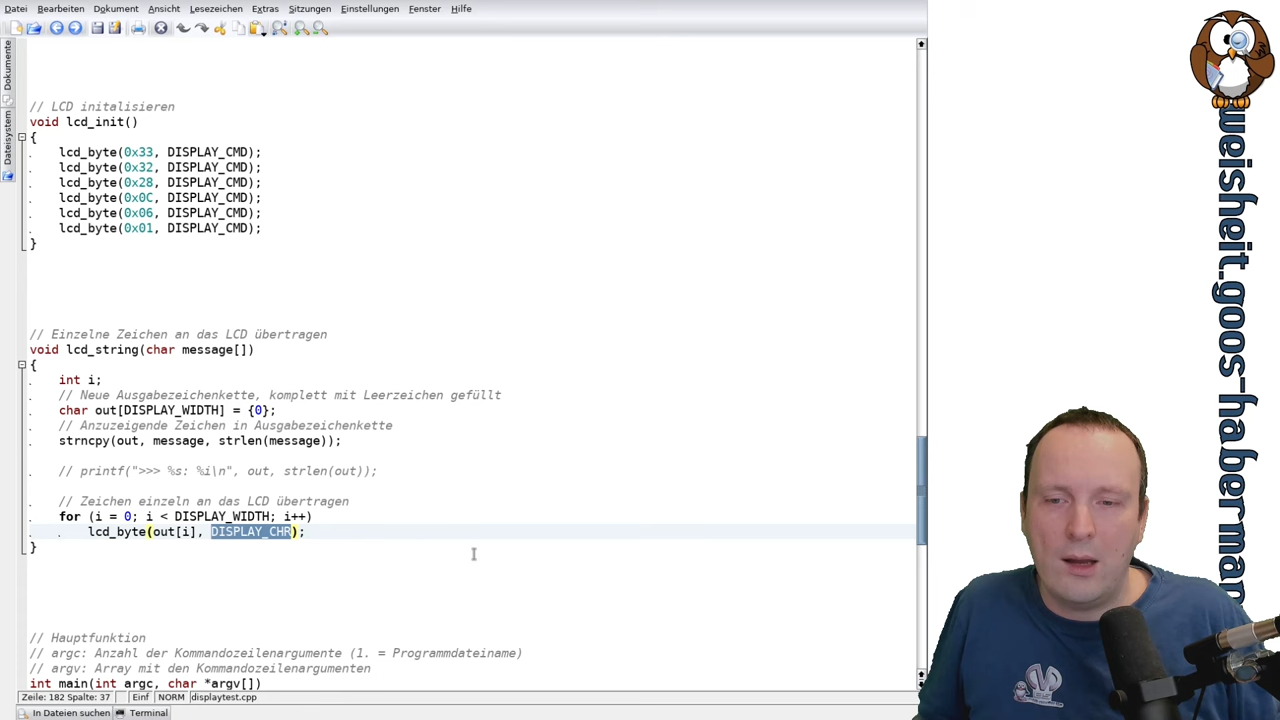 Datei Bearbeiten Dokument Ansicht Lesezeichen Extras Sitzungen Einstellungen Fenster Hilfe
Dokumente
Dateisystem
// LCD initalisieren
void lcd_init()
{
lcd_byte(0x33, DISPLAY_CMD);
lcd_byte(0x32, DISPLAY_CMD);
lcd_byte(0x28, DISPLAY_CMD);
lcd_byte(0x0C, DISPLAY_CMD);
lcd_byte(0x06, DISPLAY_CMD);
lcd_byte(0x01, DISPLAY_CMD);
}
// Einzelne Zeichen an das LCD übertragen
void lcd_string(char message[])
{
int i;
// Neue Ausgabezeichenkette, komplett mit Leerzeichen gefüllt
char out[DISPLAY_WIDTH] = {0};
// Anzuzeigende Zeichen in Ausgabezeichenkette
strncpy(out, message, strlen(message));
// printf(">>> %s: %i\n", out, strlen(out));
// Zeichen einzeln an das LCD übertragen
for (i = 0; i < DISPLAY_WIDTH; i++)
lcd_byte(out[i], DISPLAY_CHR);
}
// Hauptfunktion
// argc: Anzahl der Kommandozeilenargumente (1. = Programmdateiname)
// argv: Array mit den Kommandozeilenargumenten
int main(int argc, char *argv[])
Zeile: 182 Spalte: 37 Einf NORM displaytest.cpp
In Dateien suchen Terminal
weisheit.goos-haberman